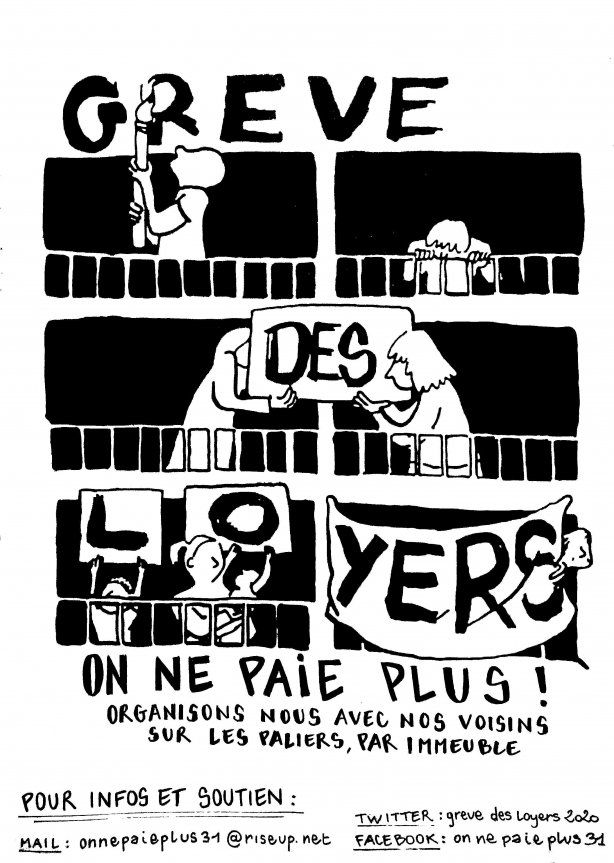 GREVE
DES
LOYERS
ON NE PAiE PLUS !
ORGANISONS NOUS AVEC NOS VOISINS
SUR LES PALIERS, PAR IMMEUBLE
POUR INFOS ET SOUTIEN :
MAIL : onnepaieplus31@riseup.net
TWITTER : greve des loyers 2020
FACEBOOK : on ne paie plus 31